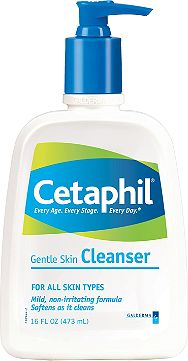 Cetaphil®
Every Age. Every Stage. Every Day.®
Gentle Skin Cleanser
FOR ALL SKIN TYPES
Mild, non-irritating formula
Softens as it cleans
16 FL OZ (473 mL)
GALDERMA